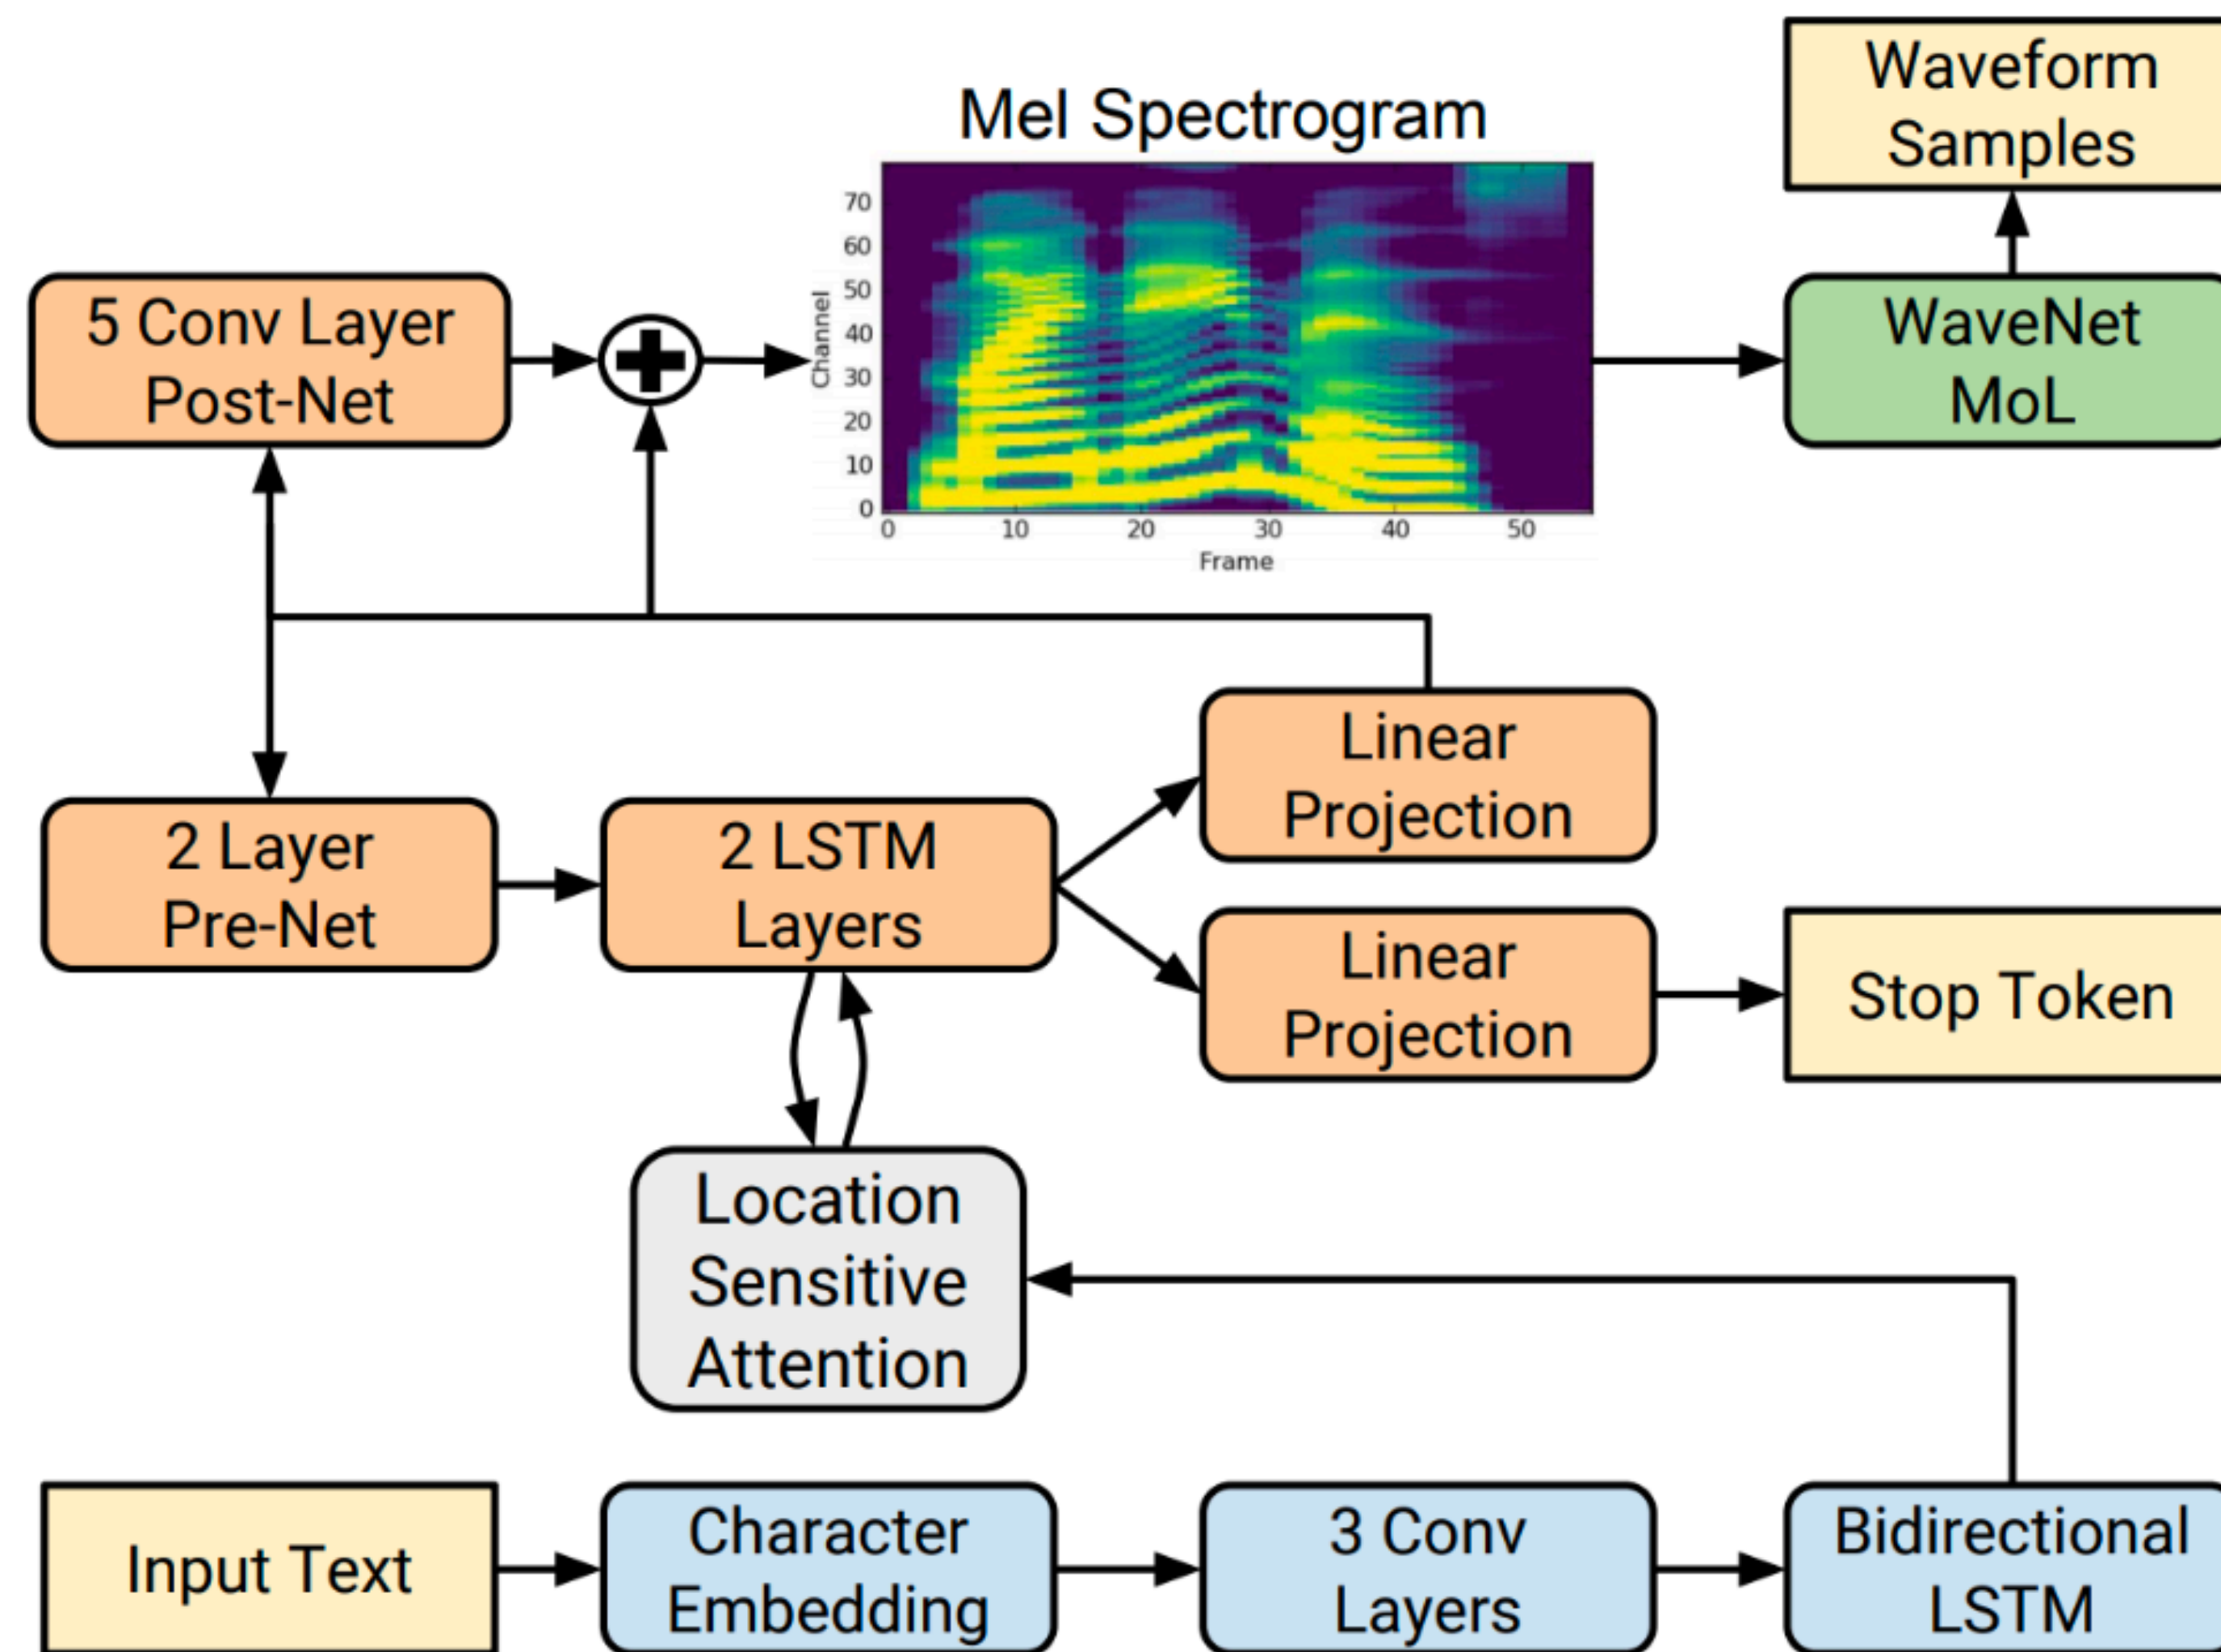 Waveform
Samples
Mel Spectrogram
5 Conv Layer
Post-Net
Channel
70
60
50
40
30
20
10
0
0 10 20 30 40 50
Frame
WaveNet
MoL
Linear
Projection
2 Layer
Pre-Net
2 LSTM
Layers
Linear
Projection
Stop Token
Location
Sensitive
Attention
Input Text
Character
Embedding
3 Conv
Layers
Bidirectional
LSTM